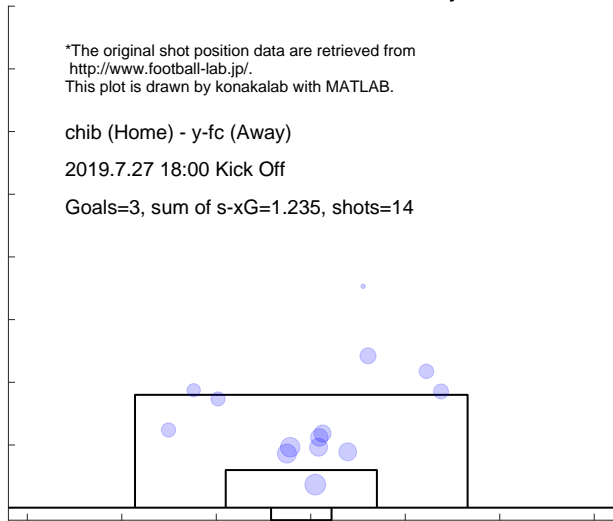 *The original shot position data are retrieved from
http://www.football-lab.jp/.
This plot is drawn by konakalab with MATLAB.
chib (Home) - y-fc (Away)
2019.7.27 18:00 Kick Off
Goals=3, sum of s-xG=1.235, shots=14